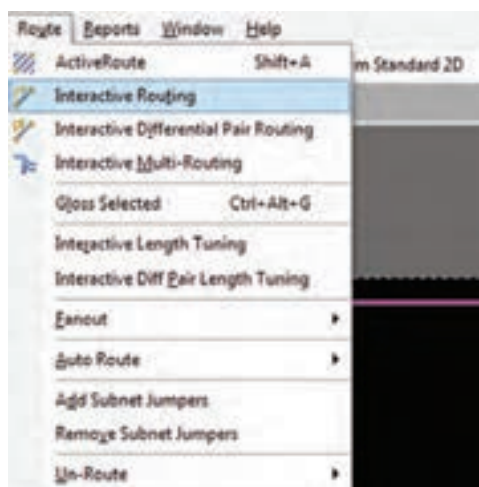 Route Reports Window Help
ActiveRoute Shift+A m Standard 2D
Interactive Routing
Interactive Differential Pair Routing
Interactive Multi-Routing
Gloss Selected Ctrl+Alt+G
Interactive Length Tuning
Interactive Diff Pair Length Tuning
Fanout
Auto Route
Add Subnet Jumpers
Remove Subnet Jumpers
Un-Route